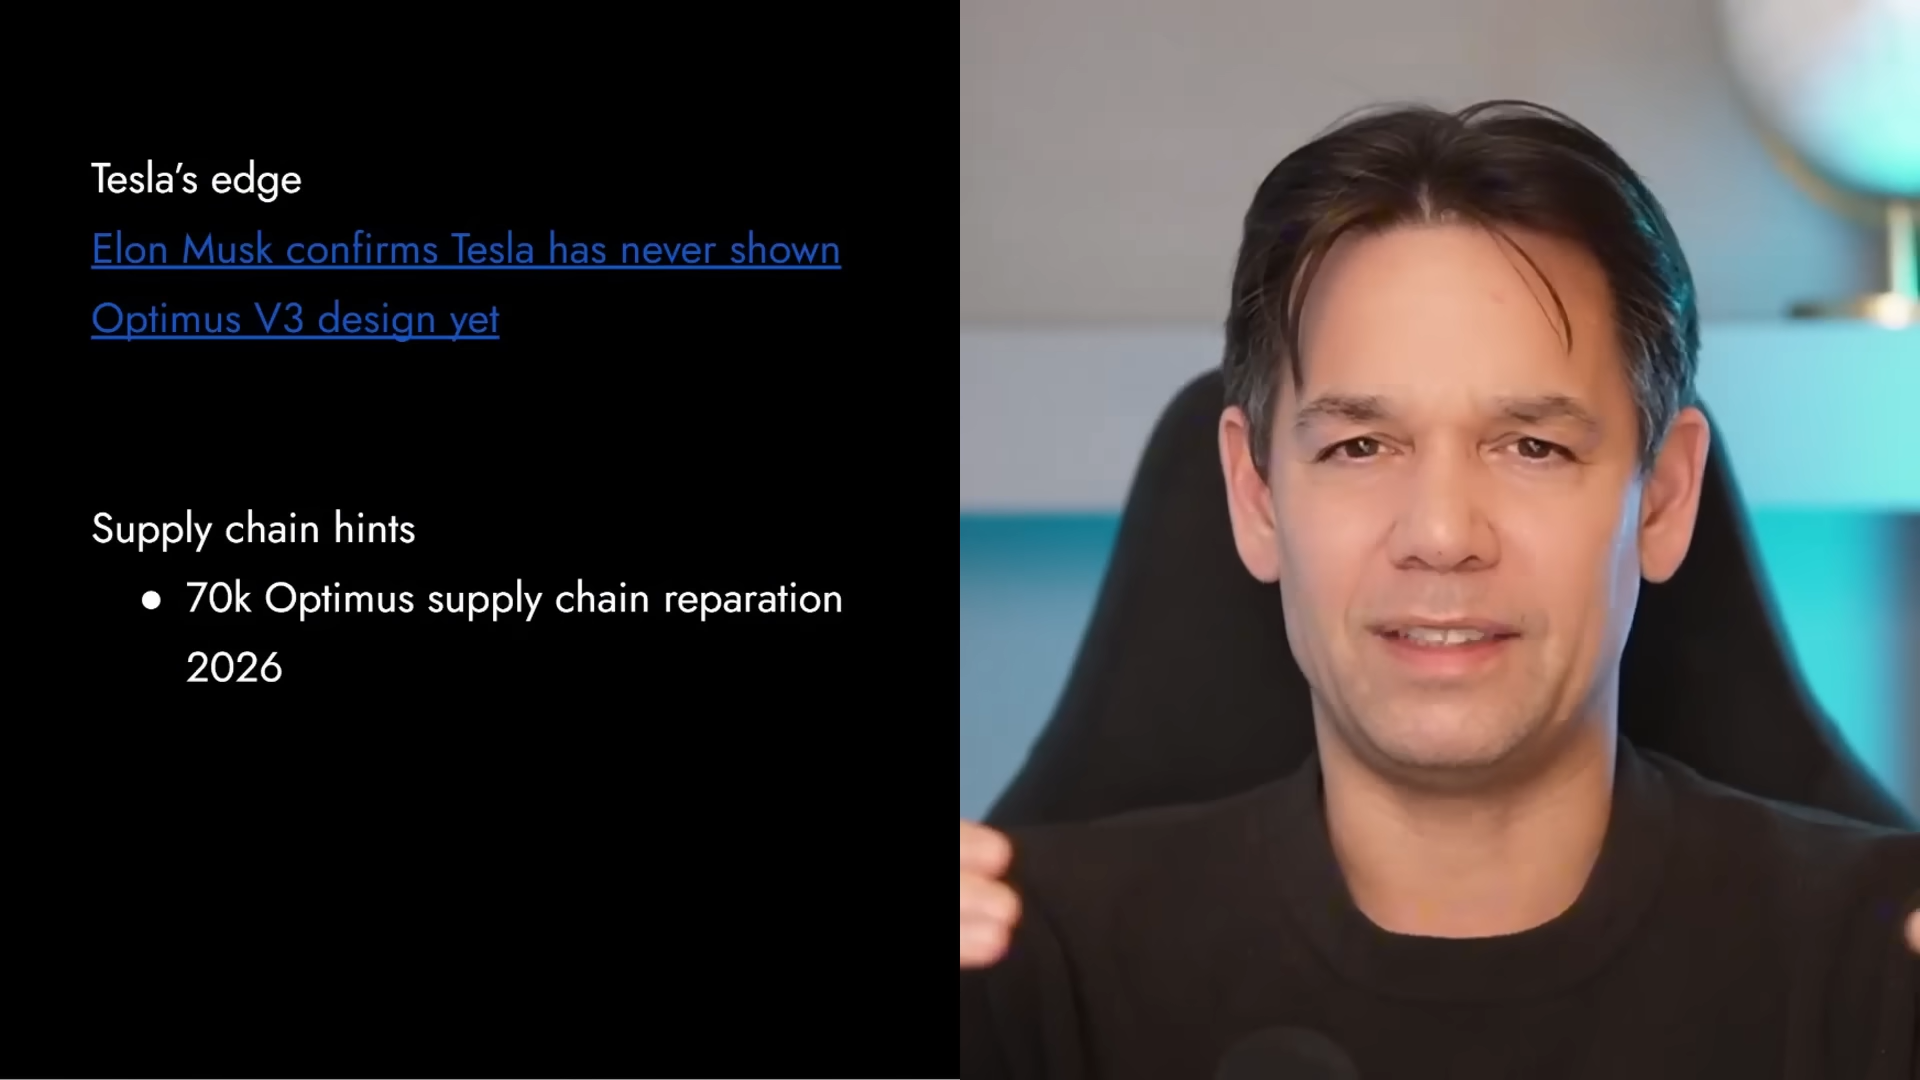 Tesla’s edge
Elon Musk confirms Tesla has never shown
Optimus V3 design yet
Supply chain hints
● 70k Optimus supply chain reparation
2026